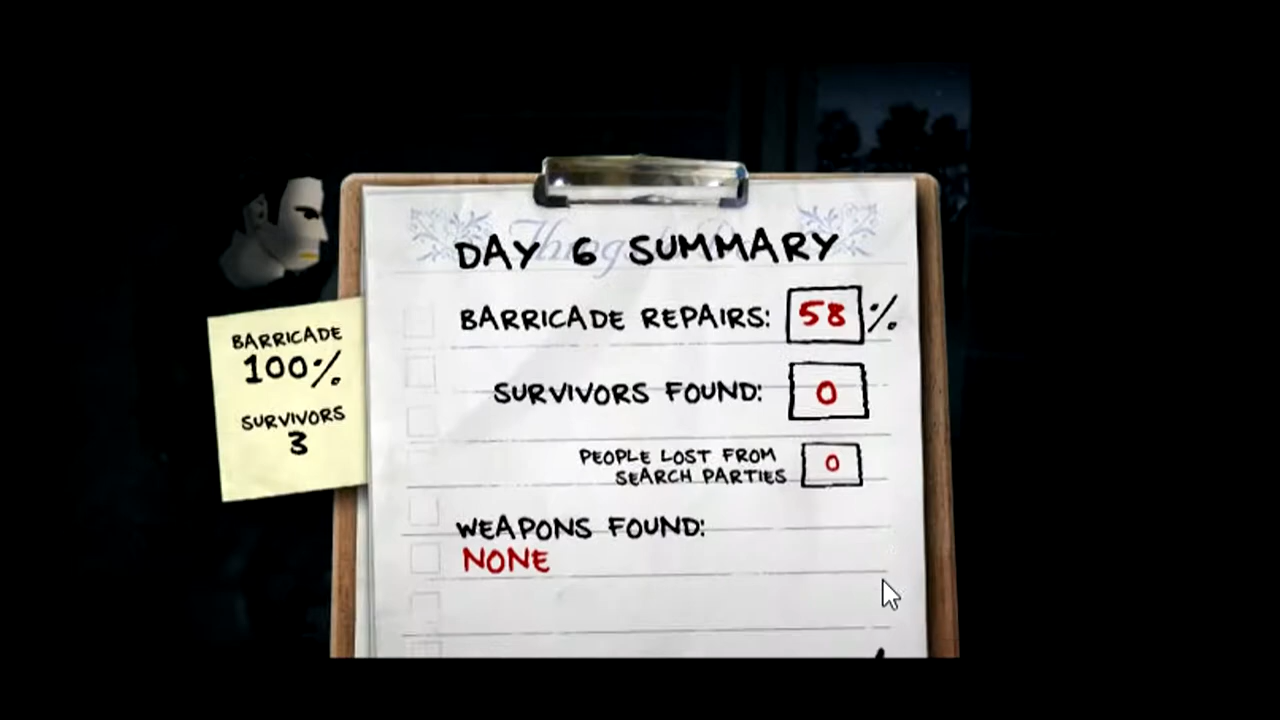 DAY 6 SUMMARY
BARRICADE REPAIRS: 58 %
SURVIVORS FOUND: 0
PEOPLE LOST FROM
SEARCH PARTIES 0
WEAPONS FOUND:
NONE
BARRICADE
100%
SURVIVORS
3